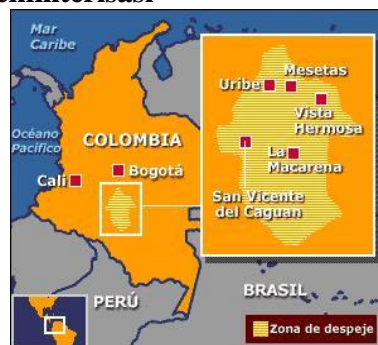 Mar
Caribe
Océano
Pacífico
COLOMBIA
Bogotá
Cali
PERÚ
BRASIL
Mesetas
Uribe
Vista
Hermosa
La
Macarena
San Vicente
del Caguan
Zona de despeje